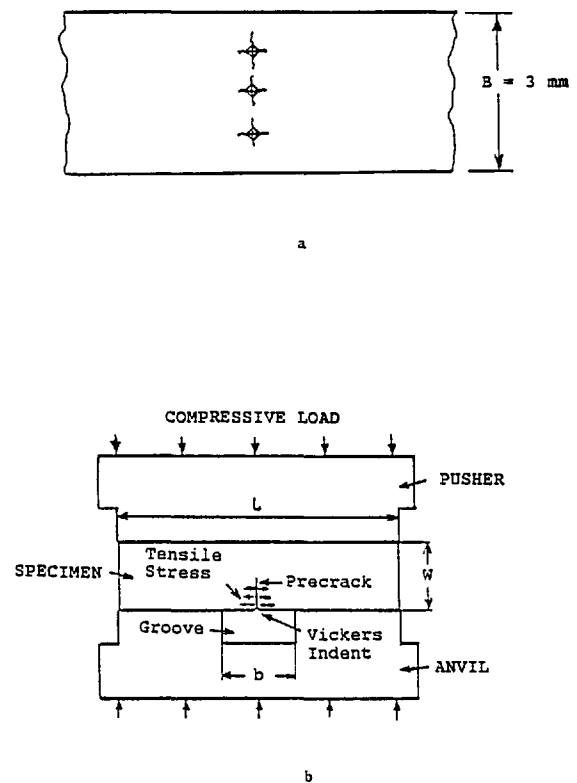 B = 3 mm
a
COMPRESSIVE LOAD
PUSHER
L
Tensile
Stress
SPECIMEN
Precrack
W
Groove
Vickers
Indent
b
ANVIL
b